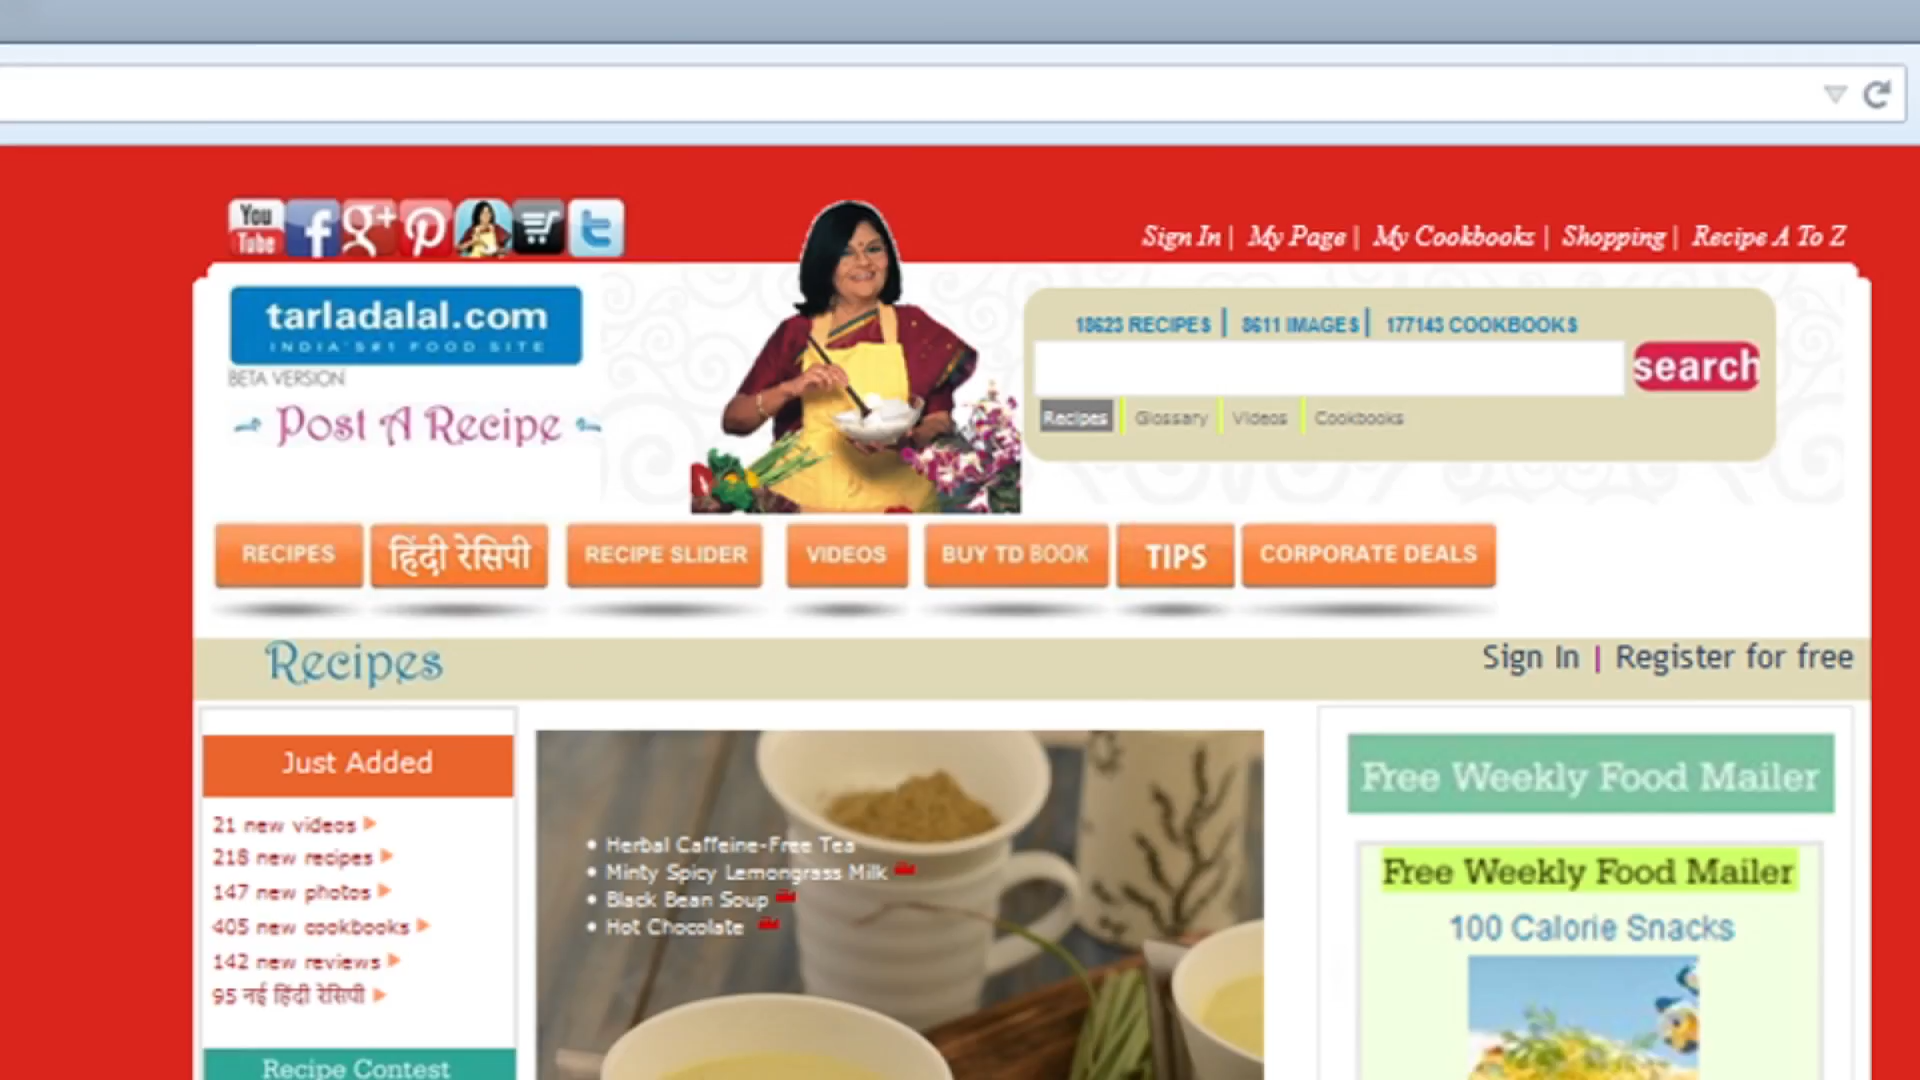 You Tube
Sign In | My Page | My Cookbooks | Shopping | Recipe A To Z
tarladalal.com
INDIA'S#1 FOOD SITE
BETA VERSION
Post A Recipe
18623 RECIPES | 8611 IMAGES | 177143 COOKBOOKS
search
Recipes | Glossary | Videos | Cookbooks
RECIPES
हिंदी रेसिपी
RECIPE SLIDER
VIDEOS
BUY TD BOOK
TIPS
CORPORATE DEALS
Recipes
Sign In | Register for free
Just Added
21 new videos
218 new recipes
147 new photos
405 new cookbooks
142 new reviews
95 नई हिंदी रेसिपी
Recipe Contest
• Herbal Caffeine-Free Tea
• Minty Spicy Lemongrass Milk
• Black Bean Soup
• Hot Chocolate
Free Weekly Food Mailer
Free Weekly Food Mailer
100 Calorie Snacks